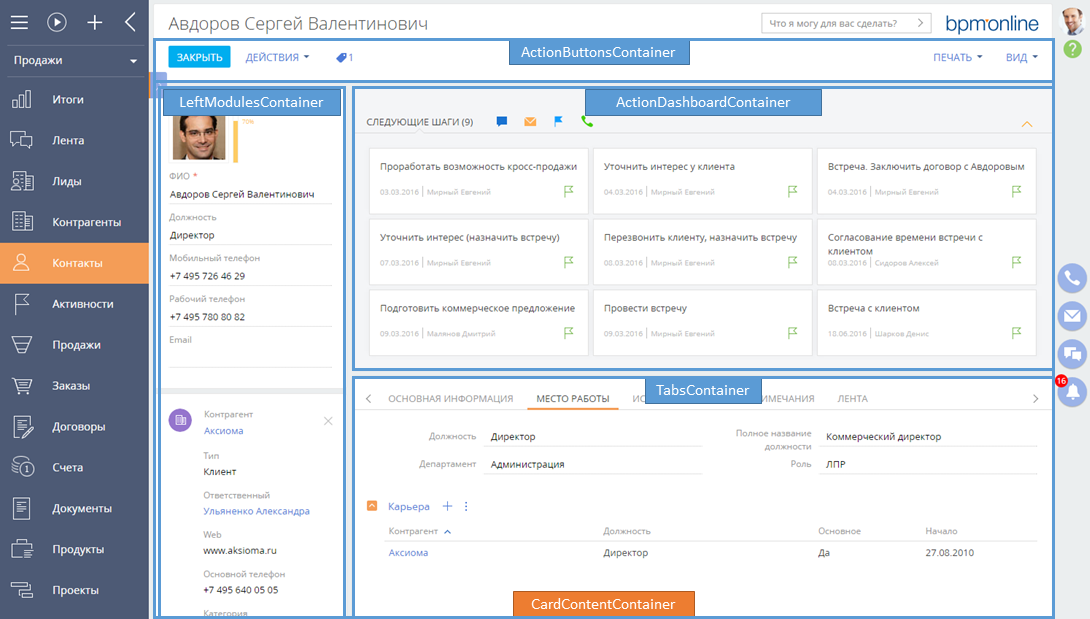 Авдоров Сергей Валентинович
Что я могу для вас сделать?
bpm'online
ЗАКРЫТЬ
ДЕЙСТВИЯ
1
ActionButtonsContainer
ПЕЧАТЬ
ВИД
Продажи
Итоги
Лента
Лиды
Контрагенты
Контакты
Активности
Продажи
Заказы
Договоры
Счета
Документы
Продукты
Проекты
LeftModulesContainer
70%
ФИО *
Авдоров Сергей Валентинович
Должность
Директор
Мобильный телефон
+7 495 726 46 29
Рабочий телефон
+7 495 780 80 82
Email
Контрагент
Аксиома
Тип
Клиент
Ответственный
Ульяненко Александра
Web
www.aksioma.ru
Основной телефон
+7 495 640 05 05
Категория
ActionDashboardContainer
СЛЕДУЮЩИЕ ШАГИ (9)
Проработать возможность кросс-продажи
03.03.2016 | Мирный Евгений
Уточнить интерес у клиента
04.03.2016 | Мирный Евгений
Встреча. Заключить договор с Авдоровым
04.03.2016 | Мирный Евгений
Уточнить интерес (назначить встречу)
07.03.2016 | Мирный Евгений
Перезвонить клиенту, назначить встречу
08.03.2016 | Мирный Евгений
Согласование времени встречи с
клиентом
08.03.2016 | Сидоров Алексей
Подготовить коммерческое предложение
09.03.2016 | Малянов Дмитрий
Провести встречу
09.03.2016 | Мирный Евгений
Встреча с клиентом
18.06.2016 | Шарков Денис
TabsContainer
ОСНОВНАЯ ИНФОРМАЦИЯ
МЕСТО РАБОТЫ
ЛЕНТА
Должность
Директор
Полное название
должности
Коммерческий директор
Департамент
Администрация
Роль
ЛПР
Карьера
Контрагент
Должность
Основное
Начало
Аксиома
Директор
Да
27.08.2010
CardContentContainer
16
?